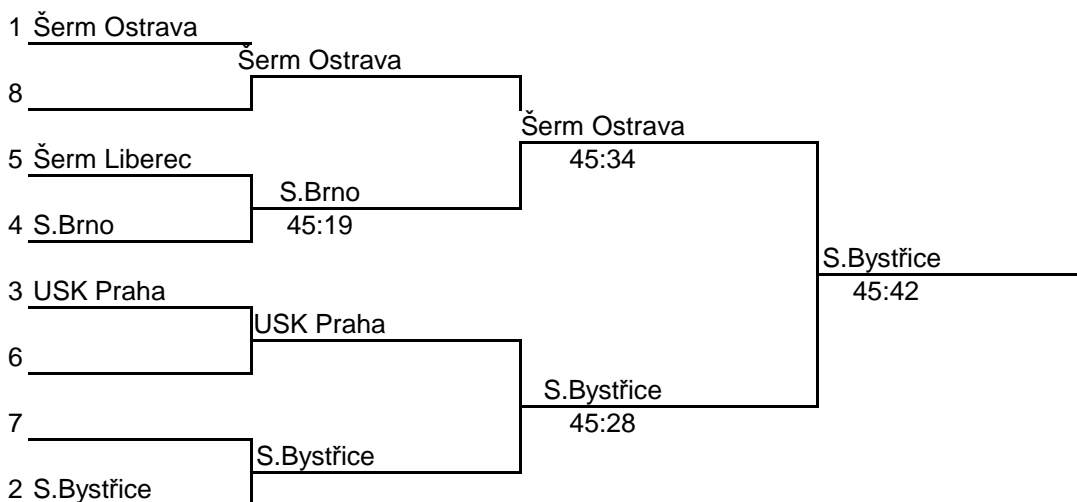 1 Šerm Ostrava
Šerm Ostrava
8
Šerm Ostrava
45:34
5 Šerm Liberec
S.Brno
45:19
4 S.Brno
S.Bystřice
45:42
3 USK Praha
USK Praha
6
S.Bystřice
45:28
7
S.Bystřice
2 S.Bystřice